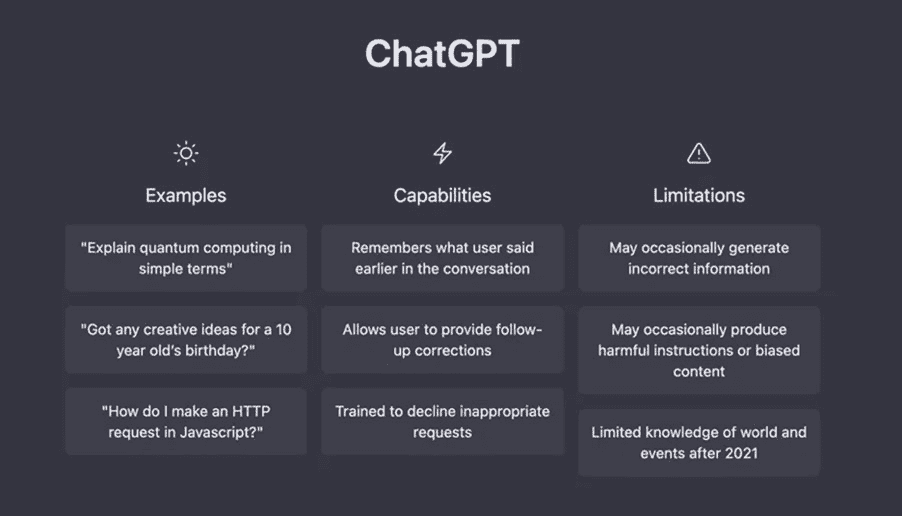 ChatGPT
Examples
"Explain quantum computing in
simple terms"
"Got any creative ideas for a 10
year old's birthday?"
"How do I make an HTTP
request in Javascript?"
Capabilities
Remembers what user said
earlier in the conversation
Allows user to provide follow-
up corrections
Trained to decline inappropriate
requests
Limitations
May occasionally generate
incorrect information
May occasionally produce
harmful instructions or biased
content
Limited knowledge of world and
events after 2021